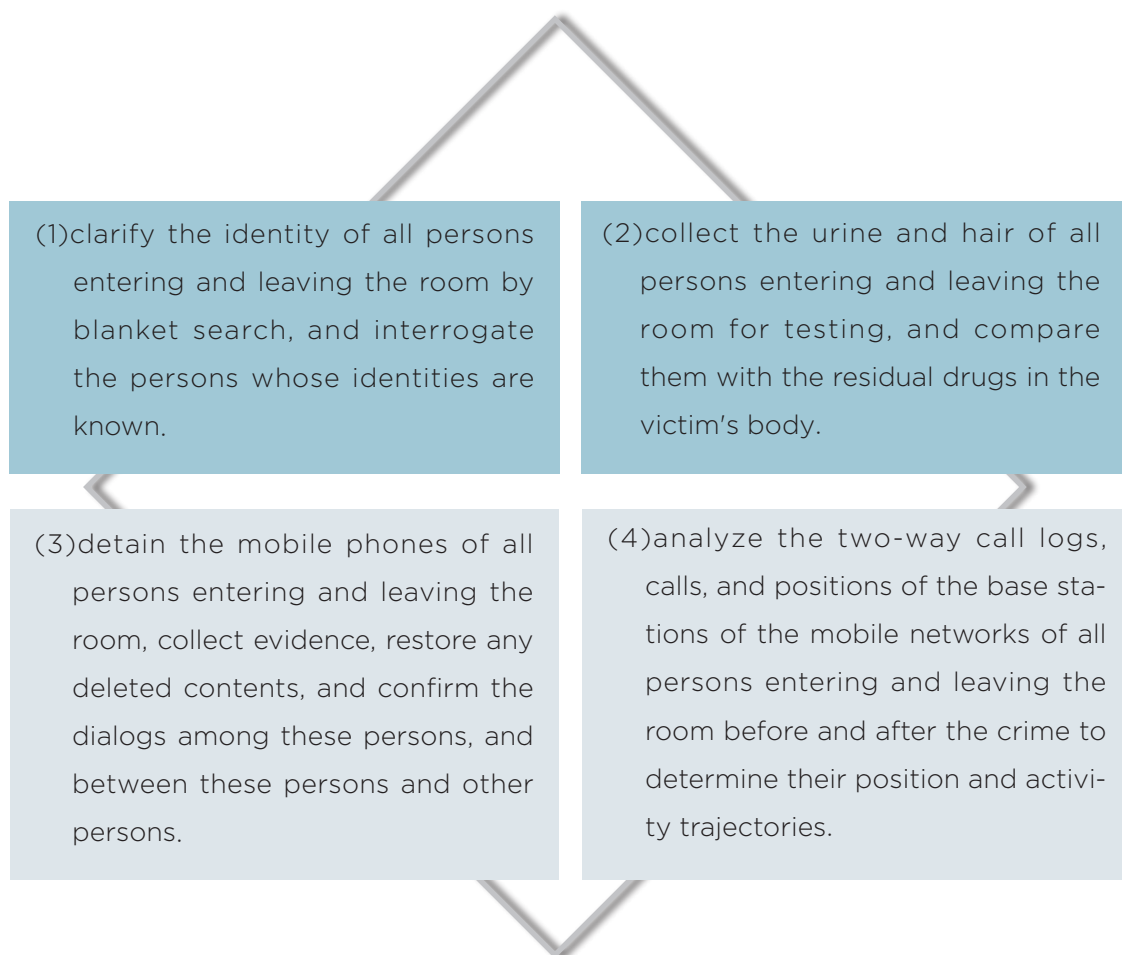 (1)clarify the identity of all persons
entering and leaving the room by
blanket search, and interrogate
the persons whose identities are
known.
(2)collect the urine and hair of all
persons entering and leaving the
room for testing, and compare
them with the residual drugs in the
victim's body.
(3)detain the mobile phones of all
persons entering and leaving the
room, collect evidence, restore any
deleted contents, and confirm the
dialogs among these persons, and
between these persons and other
persons.
(4)analyze the two-way call logs,
calls, and positions of the base sta-
tions of the mobile networks of all
persons entering and leaving the
room before and after the crime to
determine their position and activi-
ty trajectories.